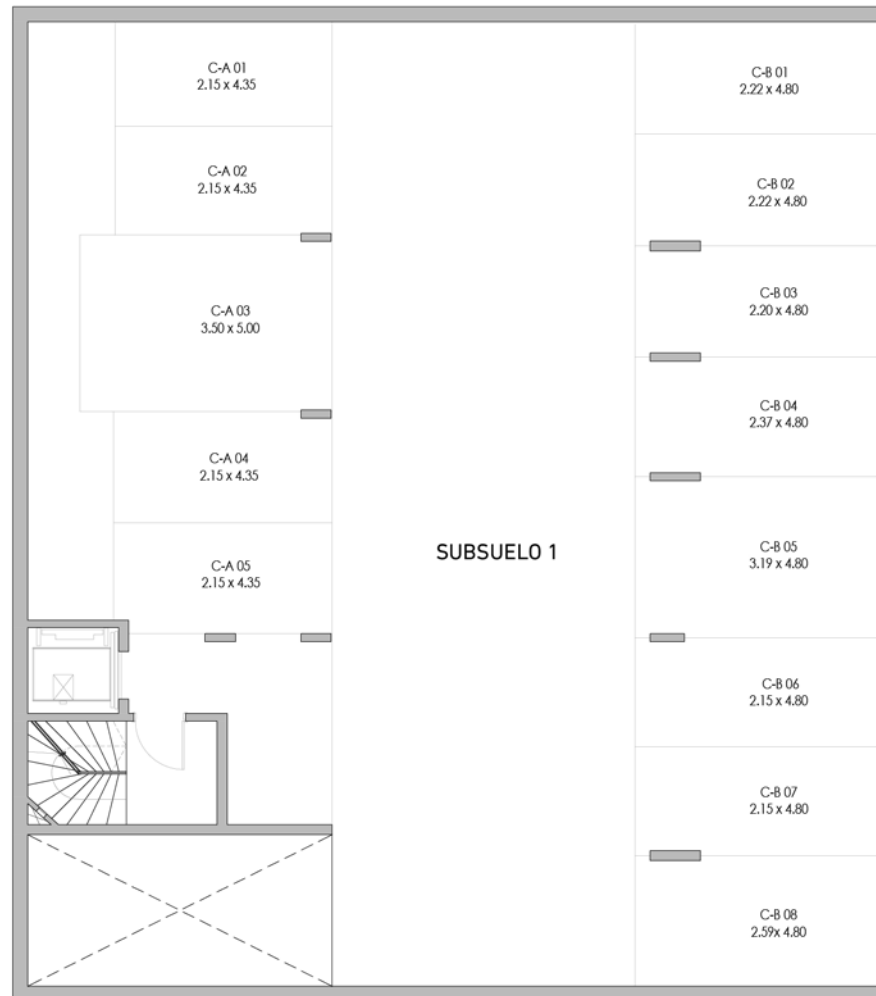 C-A 01
2.15 x 4.35
C-A 02
2.15 x 4.35
C-A 03
3.50 x 5.00
C-A 04
2.15 x 4.35
C-A 05
2.15 x 4.35
SUBSUELO 1
C-B 01
2.22 x 4.80
C-B 02
2.22 x 4.80
C-B 03
2.20 x 4.80
C-B 04
2.37 x 4.80
C-B 05
3.19 x 4.80
C-B 06
2.15 x 4.80
C-B 07
2.15 x 4.80
C-B 08
2.59x 4.80